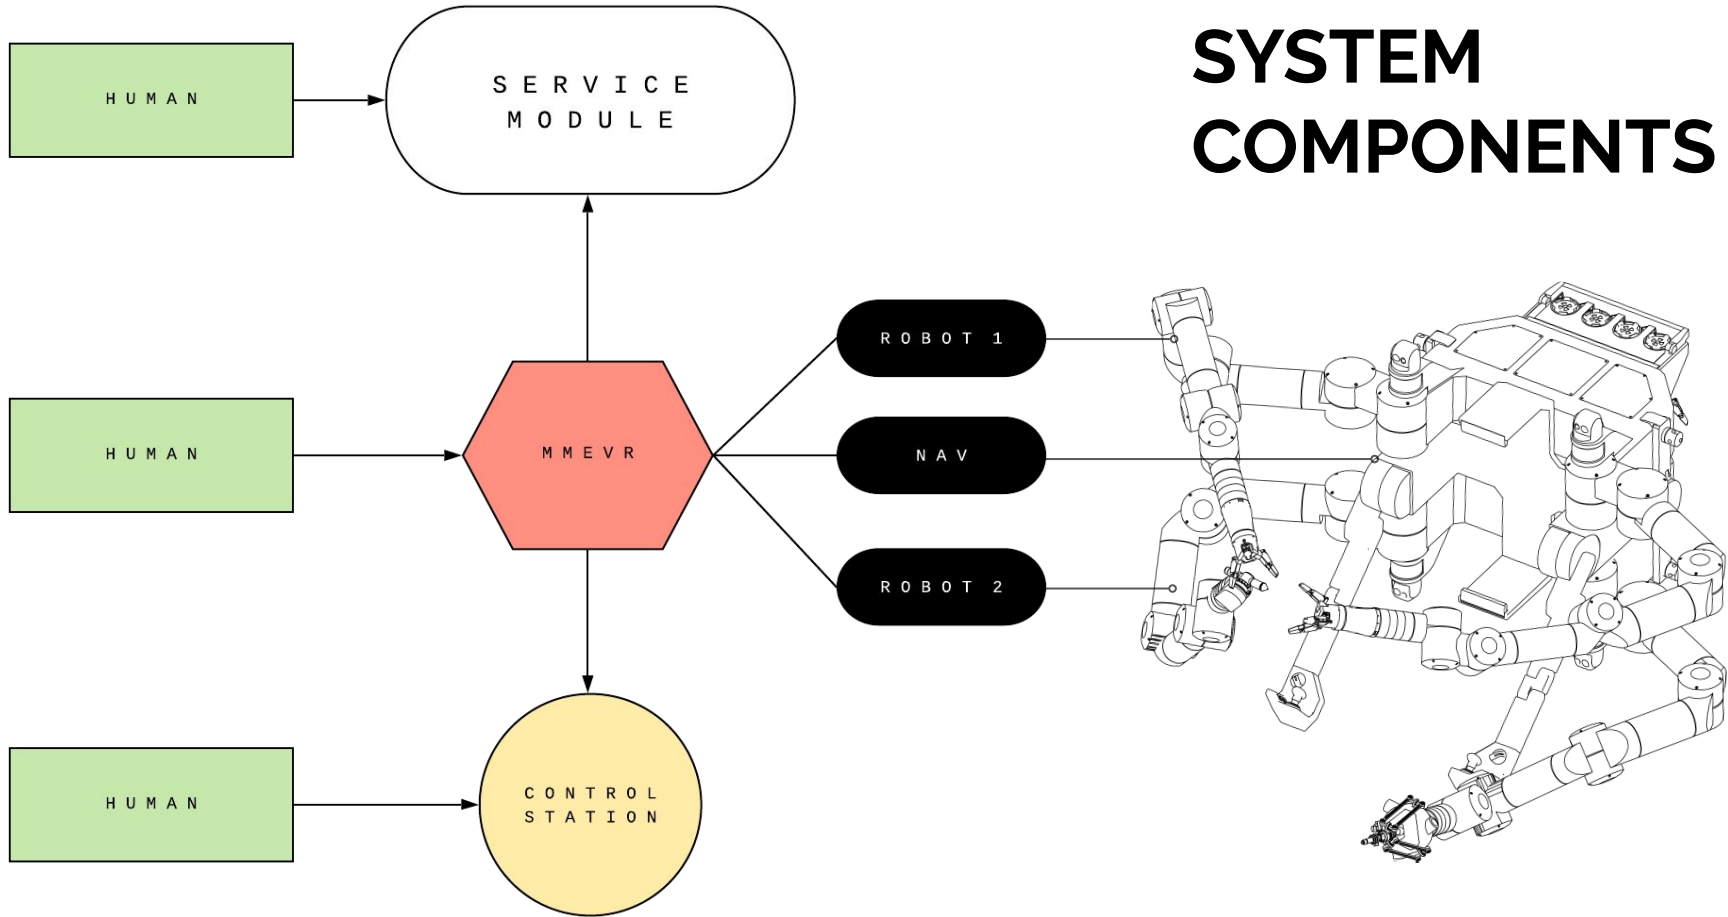 SYSTEM
COMPONENTS
HUMAN
SERVICE
MODULE
ROBOT 1
HUMAN
MMEVR
NAV
ROBOT 2
HUMAN
CONTROL
STATION